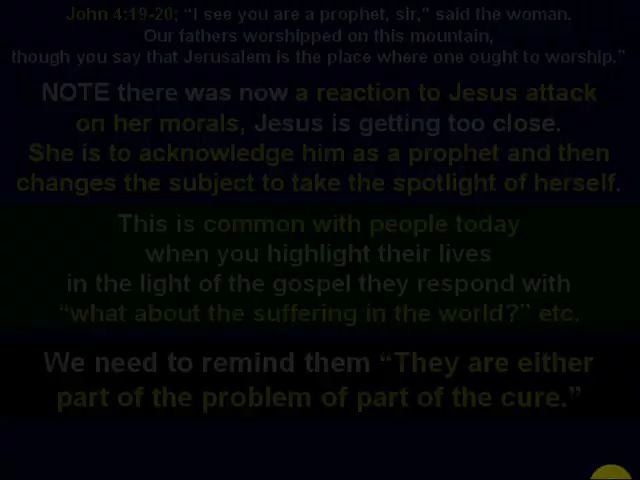 John 4:19-20; “I see you are a prophet, sir,” said the woman.
Our fathers worshipped on this mountain,
though you say that Jerusalem is the place where one ought to worship.”
NOTE there was now a reaction to Jesus attack
on her morals, Jesus is getting too close.
She is to acknowledge him as a prophet and then
changes the subject to take the spotlight of herself.
This is common with people today
when you highlight their lives
in the light of the gospel they respond with
“what about the suffering in the world?” etc.
We need to remind them “They are either
part of the problem of part of the cure.”